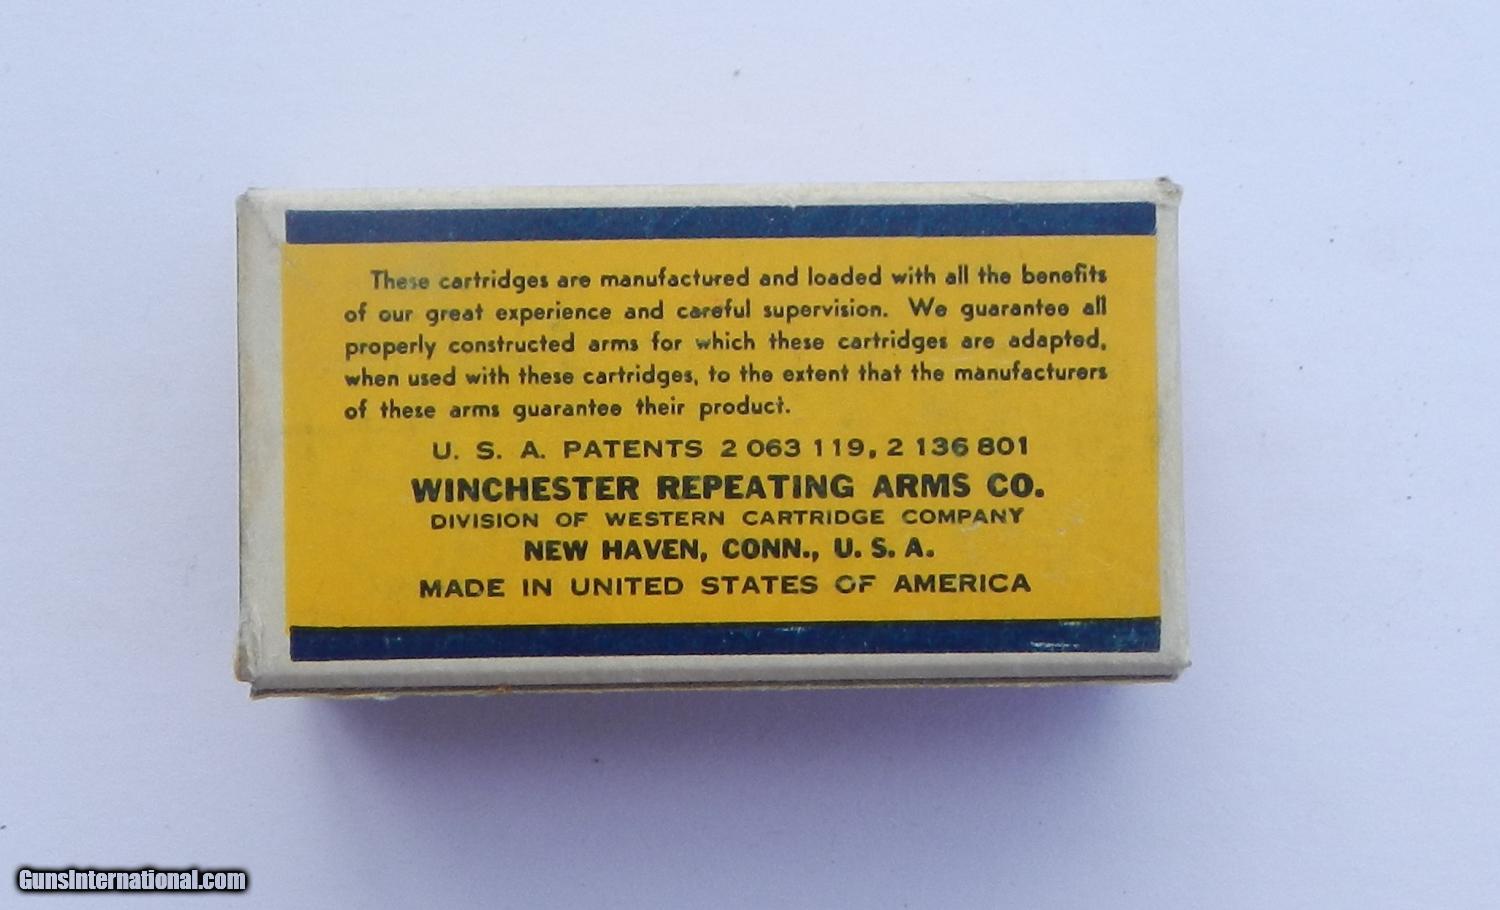 These cartridges are manufactured and loaded with all the benefits
of our great experience and careful supervision. We guarantee all
properly constructed arms for which these cartridges are adapted,
when used with these cartridges, to the extent that the manufacturers
of these arms guarantee their product.
U. S. A. PATENTS 2 063 119, 2 136 801
WINCHESTER REPEATING ARMS CO.
DIVISION OF WESTERN CARTRIDGE COMPANY
NEW HAVEN, CONN., U. S. A.
MADE IN UNITED STATES OF AMERICA
GunsInternational.com